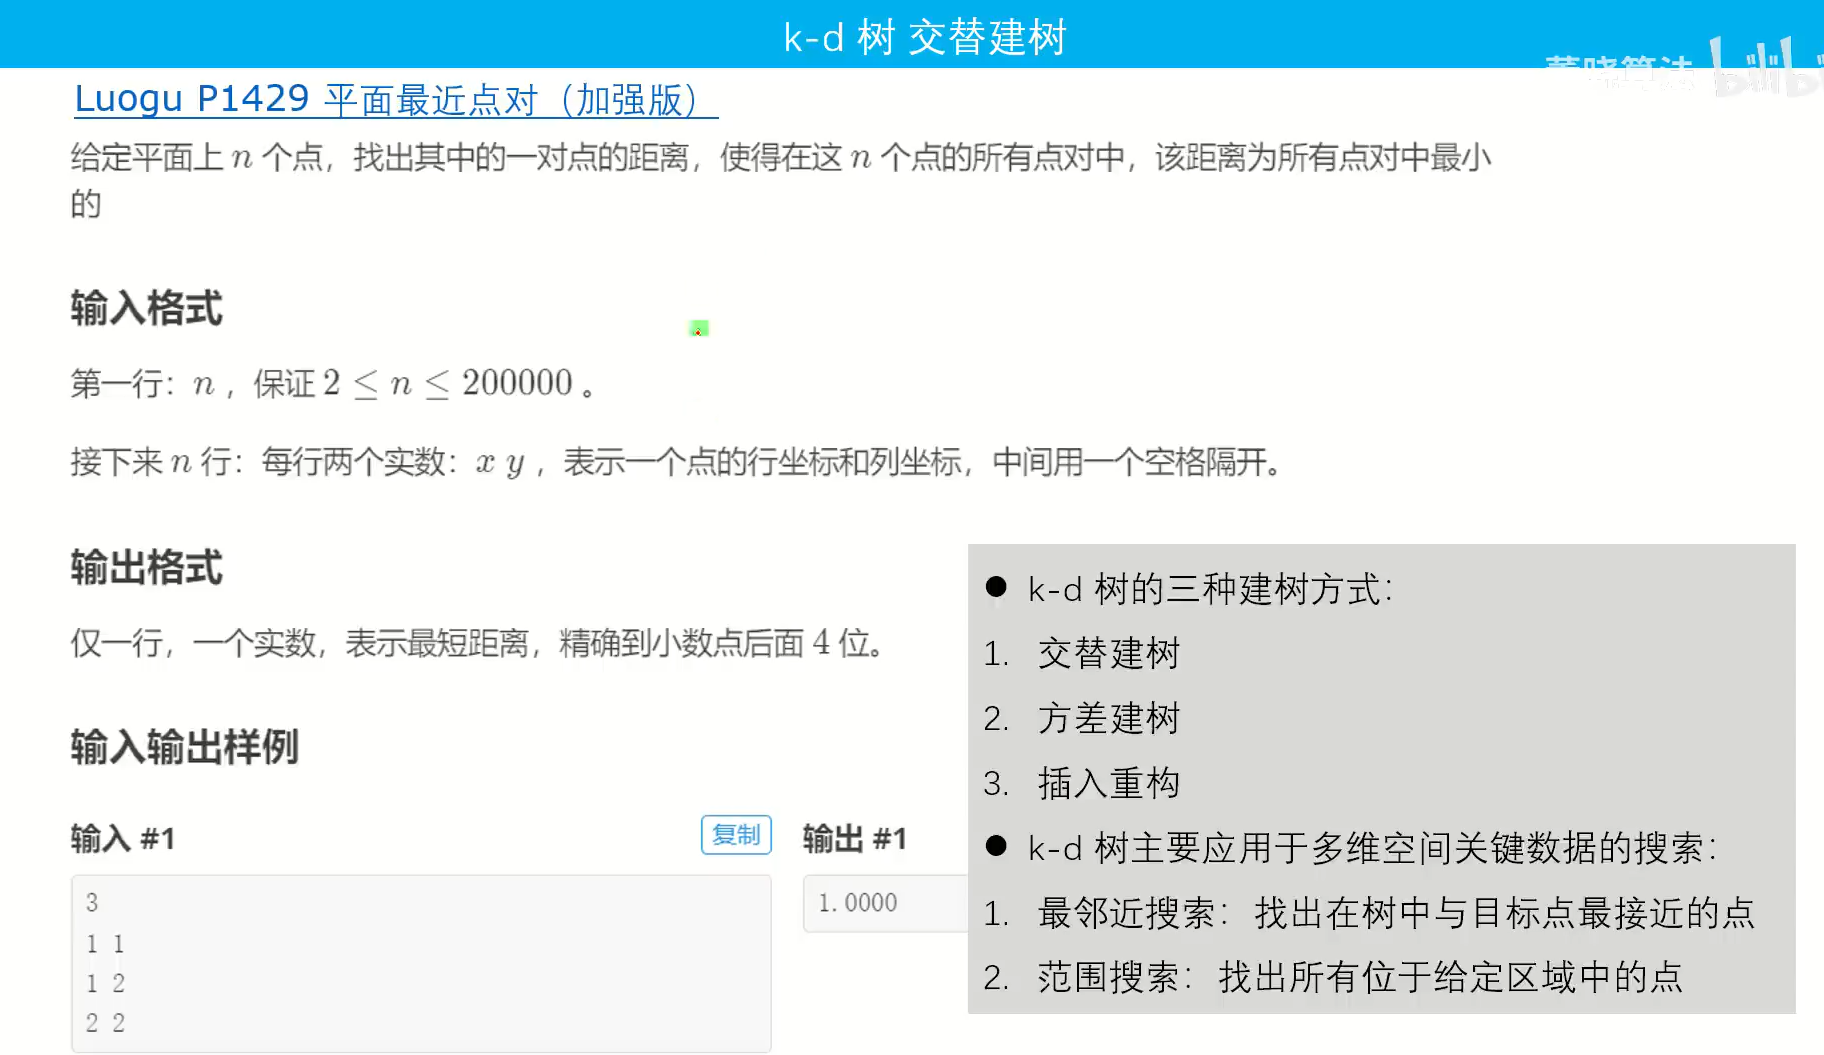 k-d 树 交替建树
Luogu P1429 平面最近点对（加强版）
给定平面上 n 个点，找出其中的一对点的距离，使得在这 n 个点的所有点对中，该距离为所有点对中最小
的
输入格式
第一行：n ，保证 2 ≤ n ≤ 200000 。
接下来 n 行：每行两个实数：x y ，表示一个点的行坐标和列坐标，中间用一个空格隔开。
输出格式
仅一行，一个实数，表示最短距离，精确到小数点后面 4 位。
输入输出样例
输入 #1
复制
3
1 1
1 2
2 2
输出 #1
1.0000
● k-d 树的三种建树方式：
1. 交替建树
2. 方差建树
3. 插入重构
● k-d 树主要应用于多维空间关键数据的搜索：
1. 最邻近搜索：找出在树中与目标点最接近的点
2. 范围搜索：找出所有位于给定区域中的点